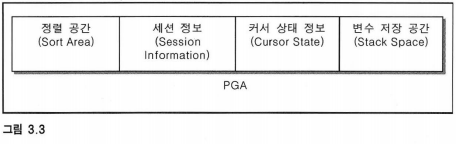 정렬 공간
(Sort Area)
세션 정보
(Session
Information)
커서 상태 정보
(Cursor State)
변수 저장 공간
(Stack Space)
PGA
그림 3.3